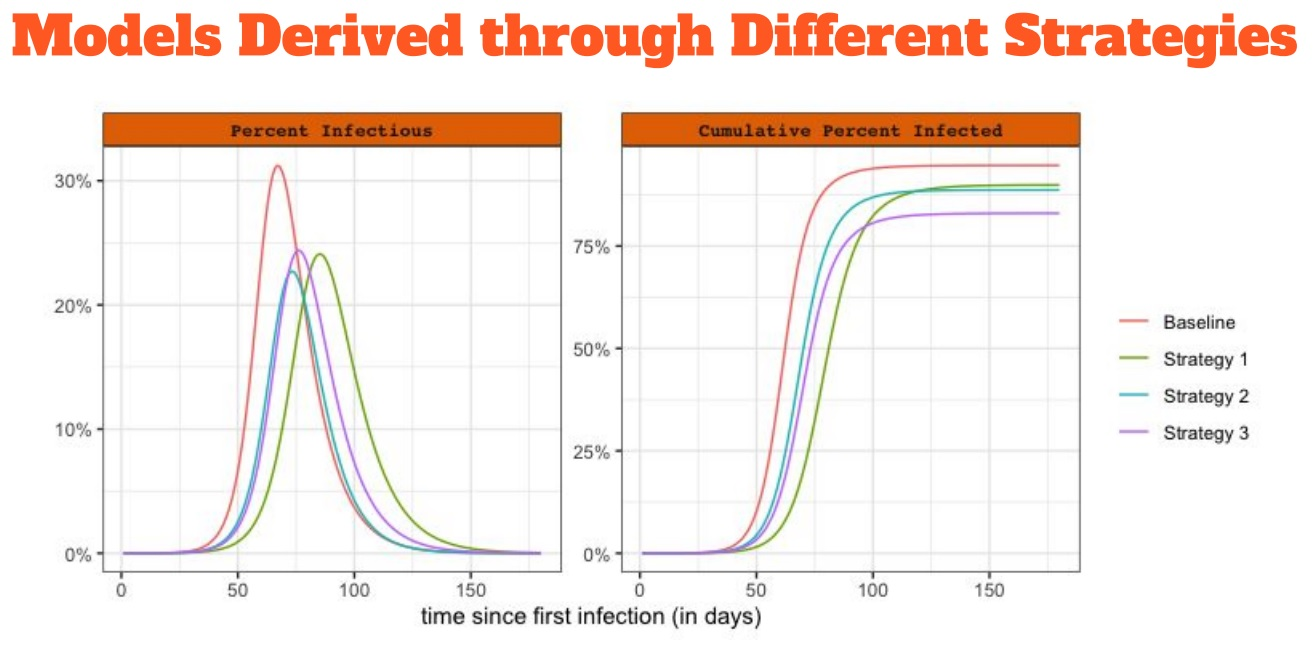 Models Derived through Different Strategies
Percent Infectious
30%
20%
10%
0%
0 50 100 150
Cumulative Percent Infected
75%
50%
25%
0%
0 50 100 150
time since first infection (in days)
Baseline
Strategy 1
Strategy 2
Strategy 3